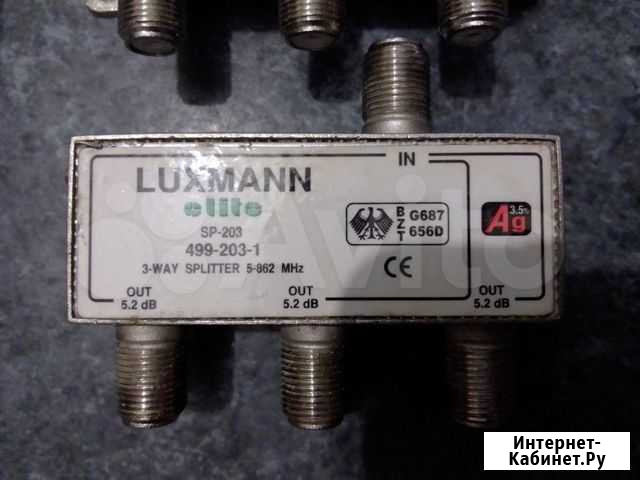 IN
LUXMANN
elite
SP-203
499-203-1
3-WAY SPLITTER 5-862 MHz
BZT
G687
656D
3.5%
Ag
CE
OUT
5.2 dB
OUT
5.2 dB
OUT
5.2 dB
Avito
Интернет-
Кабинет.Ру